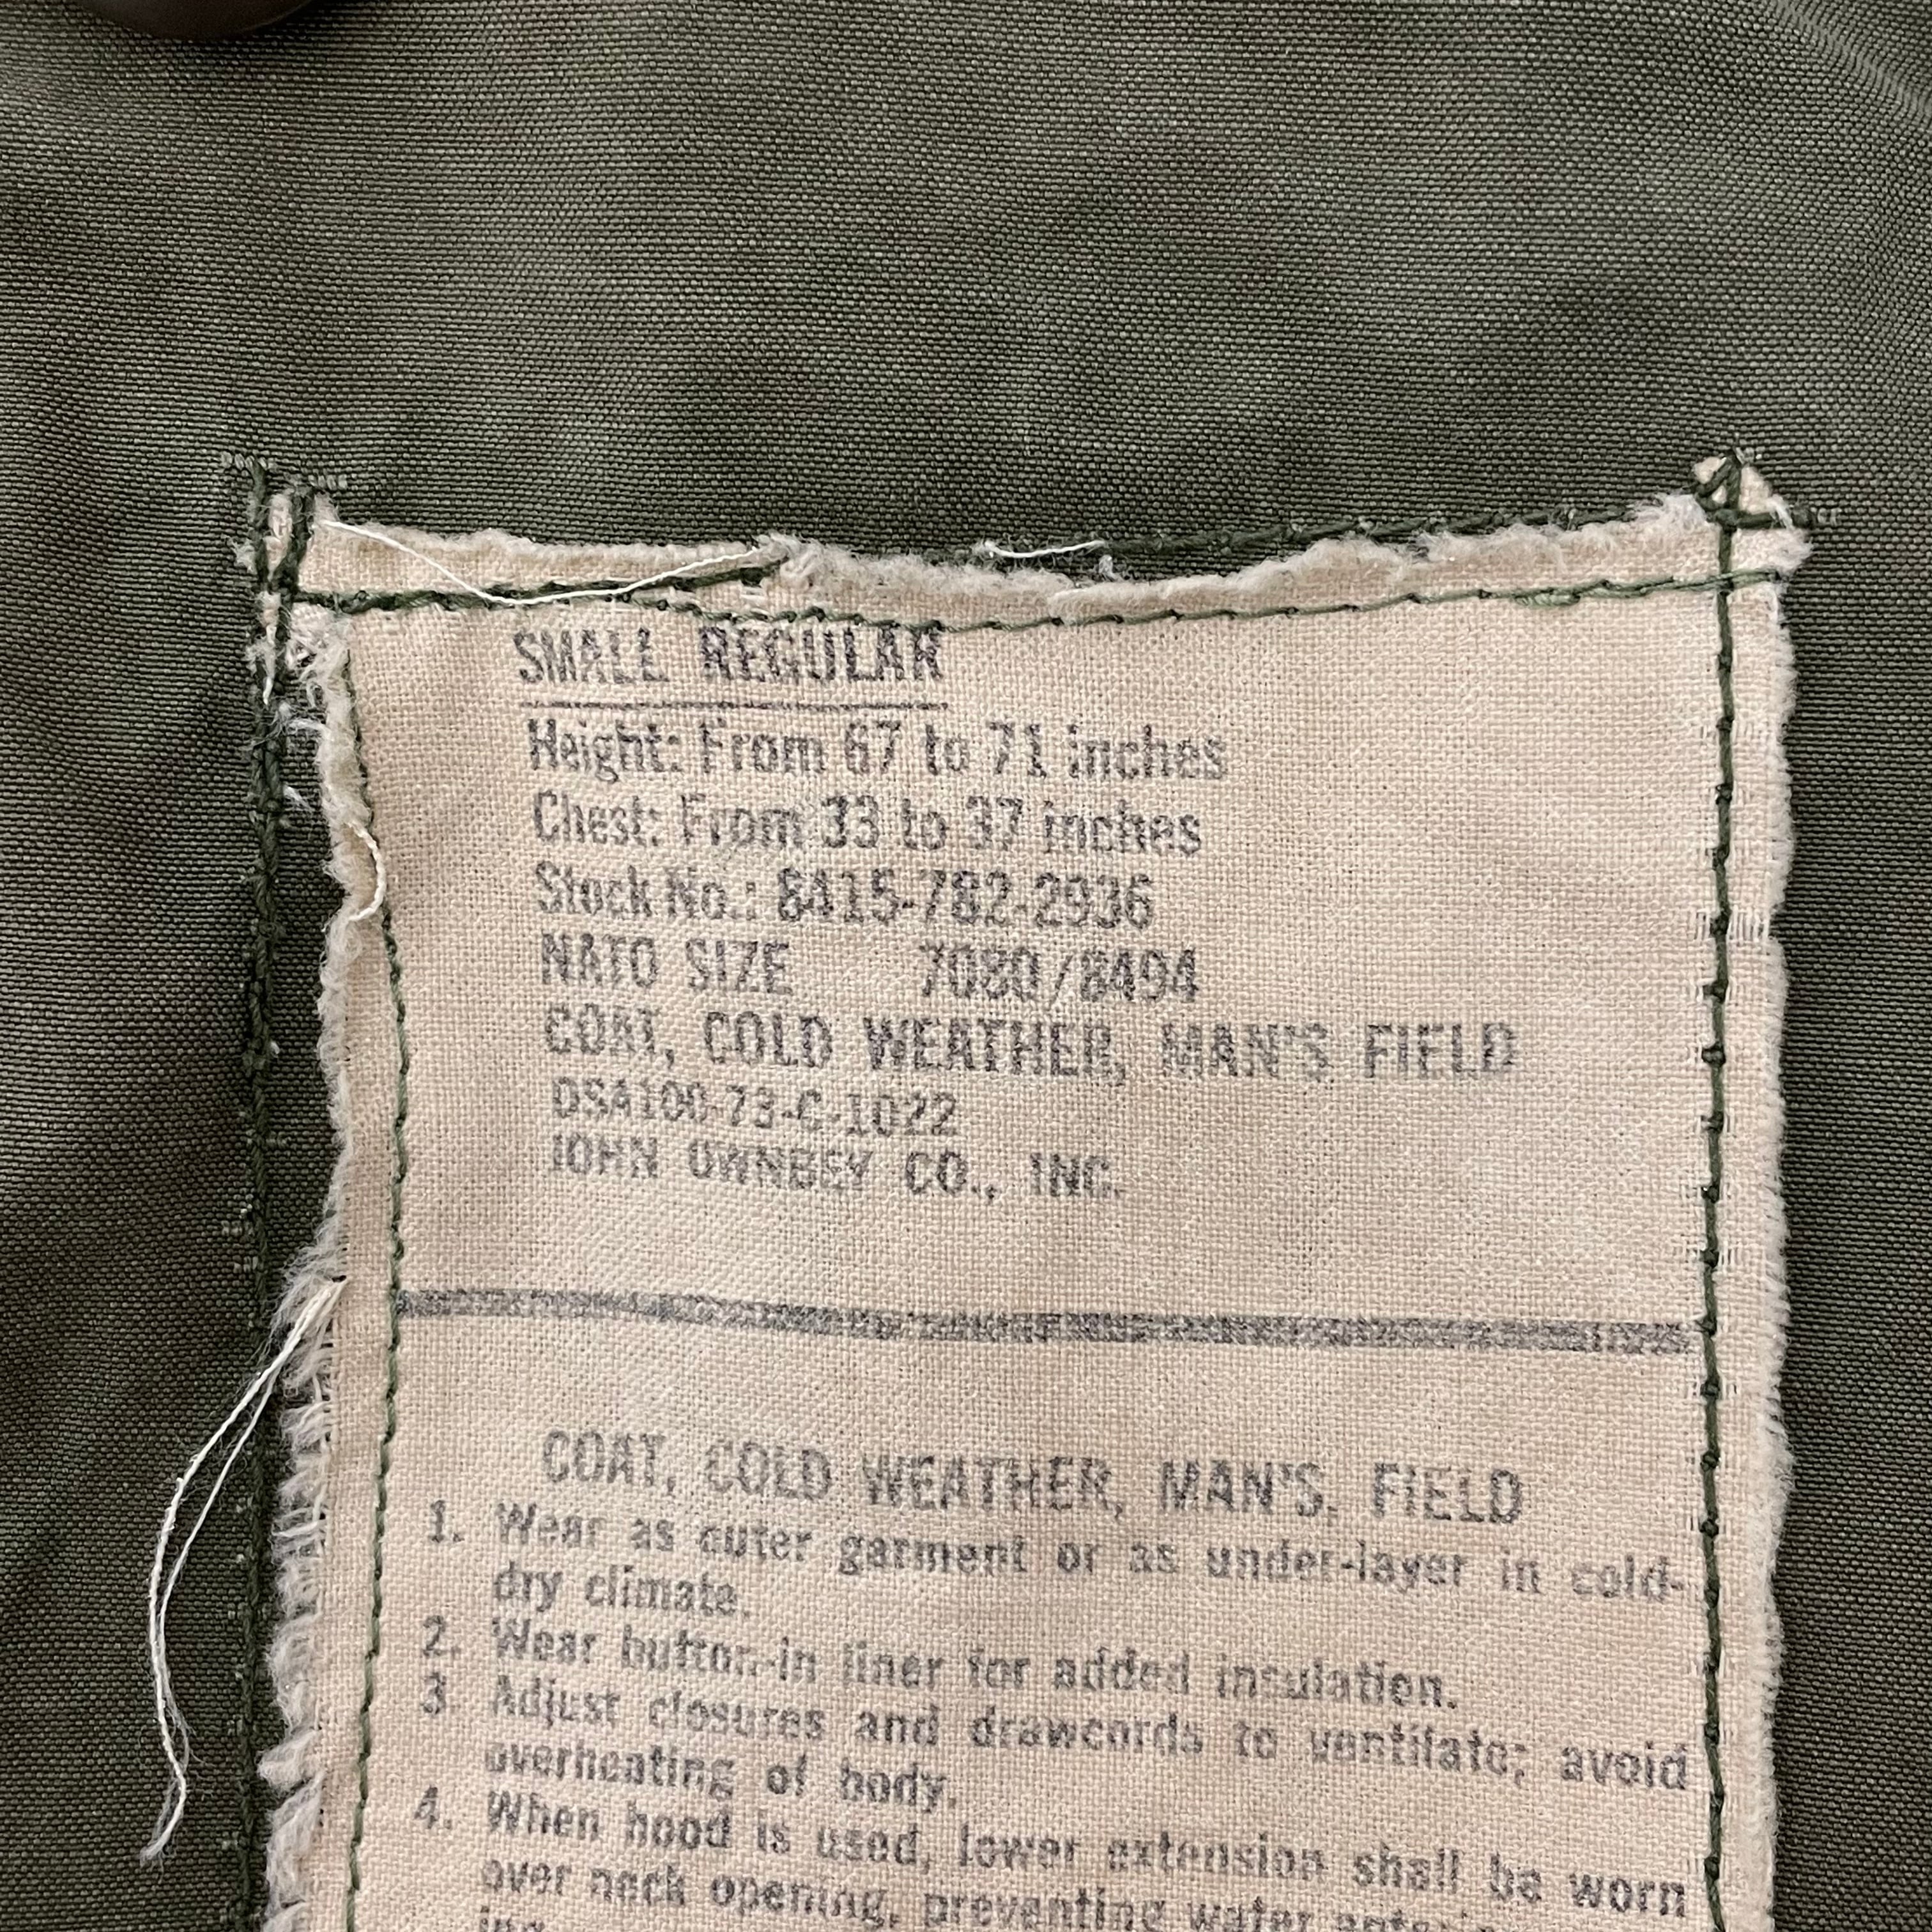 SMALL REGULAR
Height: From 67 to 71 inches
Chest: From 33 to 37 inches
Stock No.: 8415-782-2936
NATO SIZE 7080/8494
COAT, COLD WEATHER, MAN'S FIELD
DSA100-73-C-1022
JOHN OWNBEY CO., INC.
COAT, COLD WEATHER, MAN'S, FIELD
1. Wear as outer garment or as under-layer in cold-
dry climate.
2. Wear button-in liner for added insulation.
3. Adjust closures and drawcords to ventilate; avoid
overheating of body.
4. When hood is used, lower extension shall be worn
over neck opening, preventing water